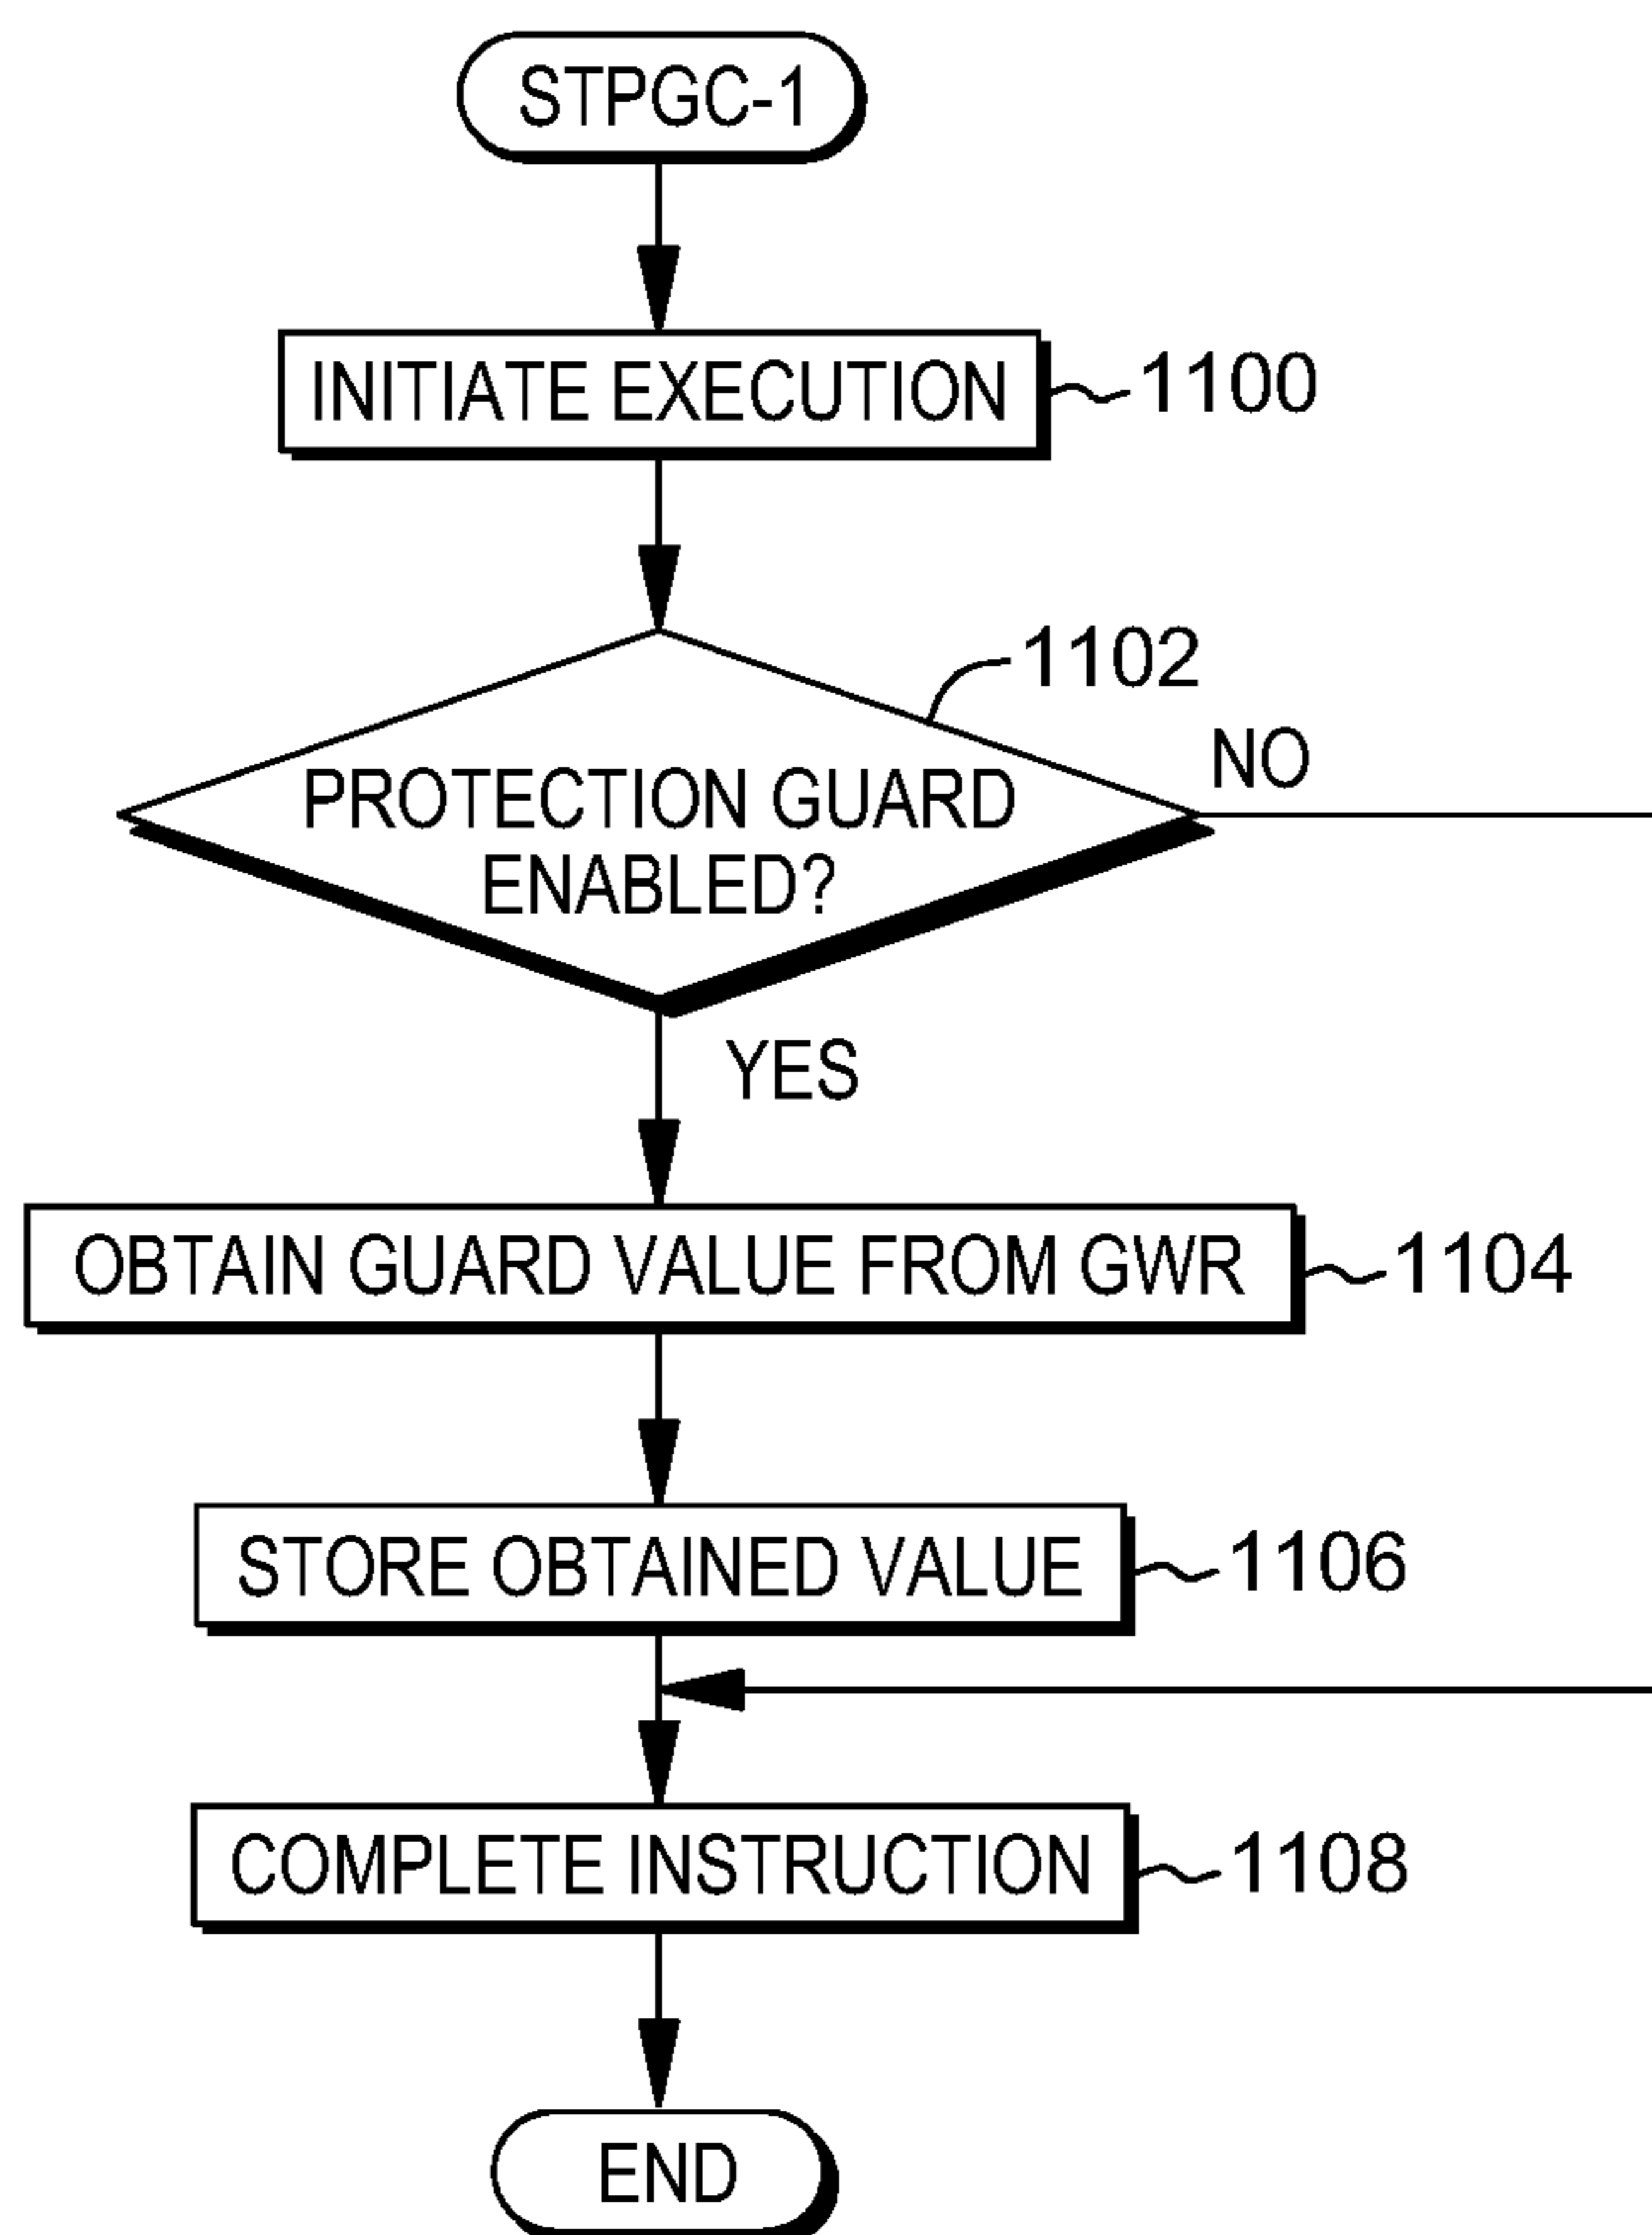 STPGC-1
INITIATE EXECUTION
1100
1102
PROTECTION GUARD
ENABLED?
NO
YES
OBTAIN GUARD VALUE FROM GWR
1104
STORE OBTAINED VALUE
1106
COMPLETE INSTRUCTION
1108
END